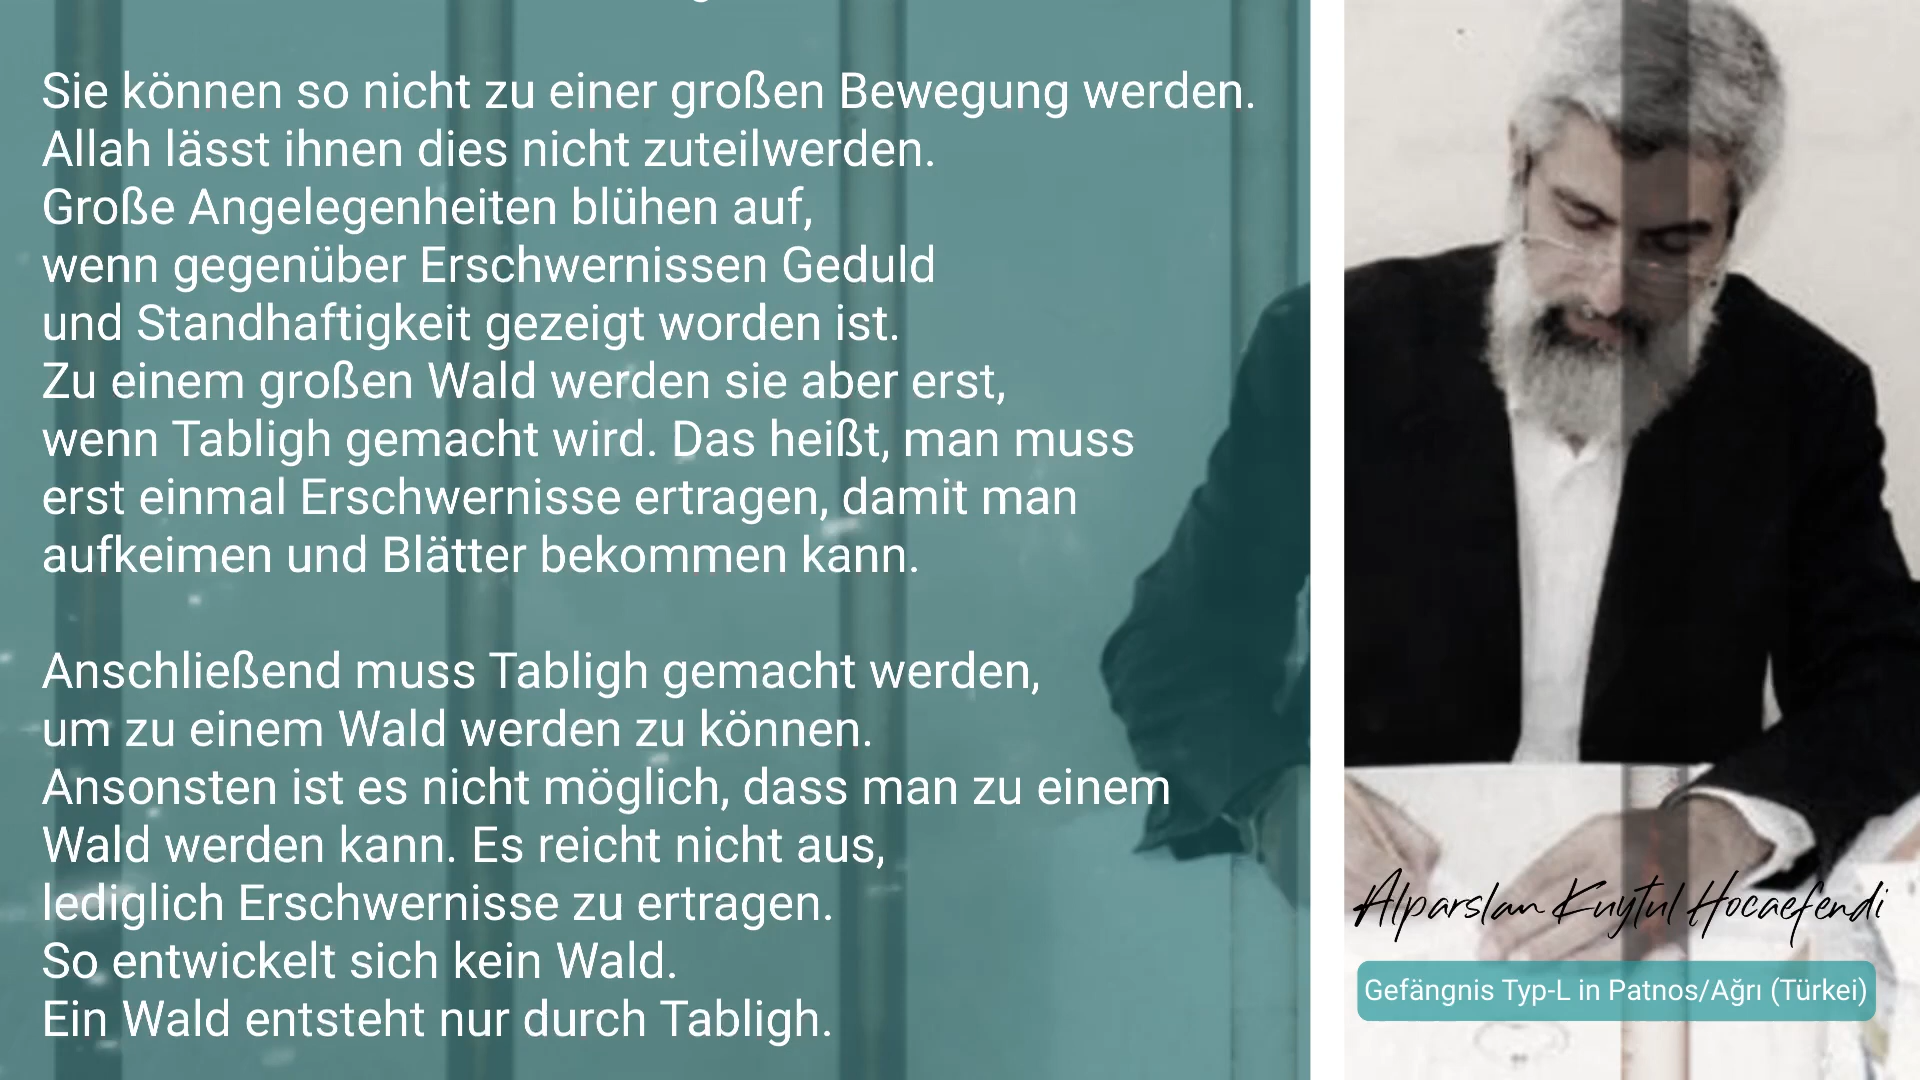 Sie können so nicht zu einer großen Bewegung werden.
Allah lässt ihnen dies nicht zuteilwerden.
Große Angelegenheiten blühen auf,
wenn gegenüber Erschwernissen Geduld
und Standhaftigkeit gezeigt worden ist.
Zu einem großen Wald werden sie aber erst,
wenn Tabligh gemacht wird. Das heißt, man muss
erst einmal Erschwernisse ertragen, damit man
aufkeimen und Blätter bekommen kann.
Anschließend muss Tabligh gemacht werden,
um zu einem Wald werden zu können.
Ansonsten ist es nicht möglich, dass man zu einem
Wald werden kann. Es reicht nicht aus,
lediglich Erschwernisse zu ertragen.
So entwickelt sich kein Wald.
Ein Wald entsteht nur durch Tabligh.
Alparslan Kuytul Hocaefendi
Gefängnis Typ-L in Patnos/Ağrı (Türkei)